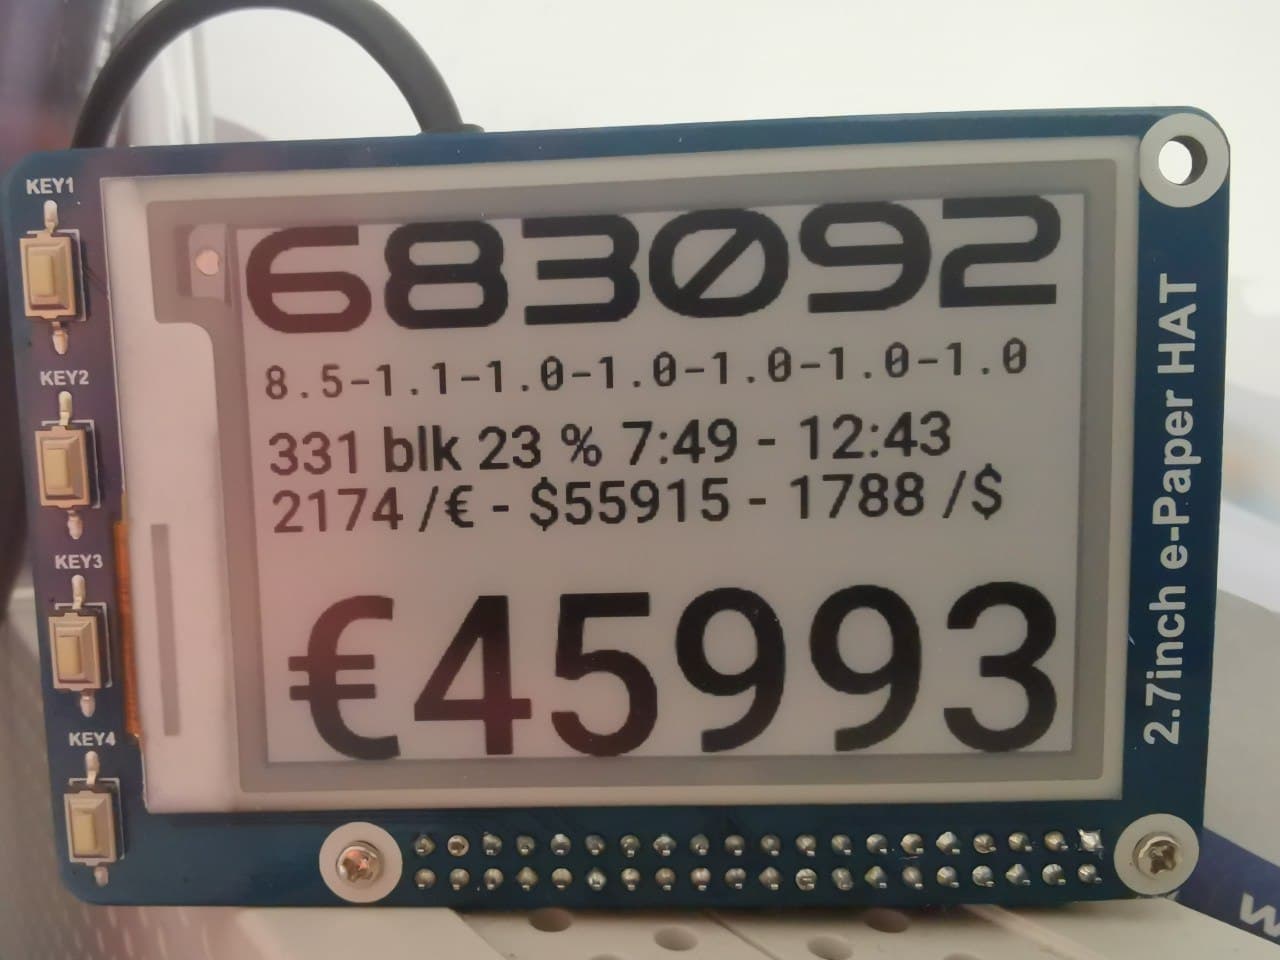 KEY1
KEY2
KEY3
KEY4
683092
8.5-1.1-1.0-1.0-1.0-1.0-1.0
331 blk 23 % 7:49 - 12:43
2174 /€ - $55915 - 1788 /$
€45993
2.7inch e-Paper HAT